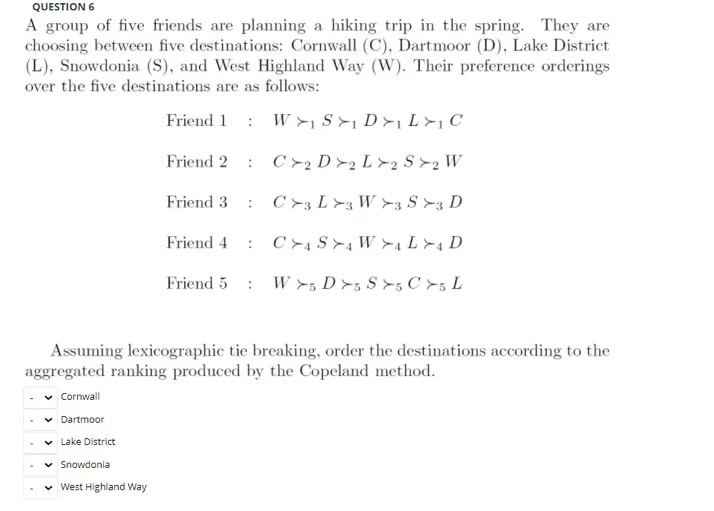 QUESTION 6
A group of five friends are planning a hiking trip in the spring. They are
choosing between five destinations: Cornwall (C), Dartmoor (D), Lake District
(L), Snowdonia (S), and West Highland Way (W). Their preference orderings
over the five destinations are as follows:
Friend 1 : W ≻₁ S ≻₁ D ≻₁ L ≻₁ C
Friend 2 : C ≻₂ D ≻₂ L ≻₂ S ≻₂ W
Friend 3 : C ≻₃ L ≻₃ W ≻₃ S ≻₃ D
Friend 4 : C ≻₄ S ≻₄ W ≻₄ L ≻₄ D
Friend 5 : W ≻₅ D ≻₅ S ≻₅ C ≻₅ L
Assuming lexicographic tie breaking, order the destinations according to the
aggregated ranking produced by the Copeland method.
- Cornwall
- Dartmoor
- Lake District
- Snowdonia
- West Highland Way